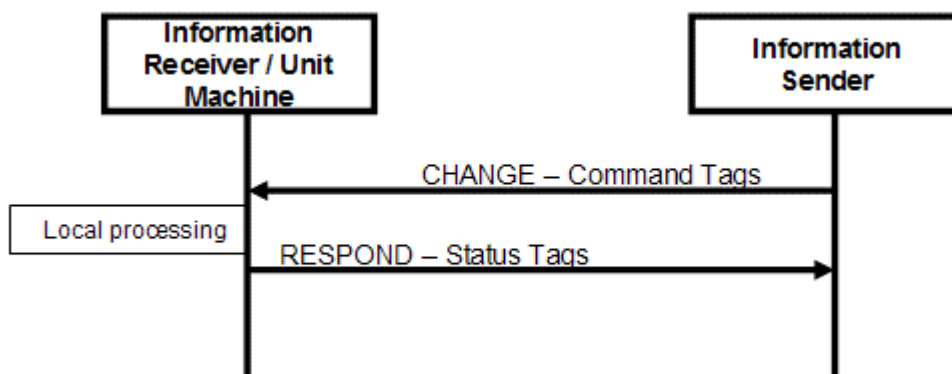 Information
Receiver / Unit
Machine
Information
Sender
CHANGE – Command Tags
Local processing
RESPOND – Status Tags